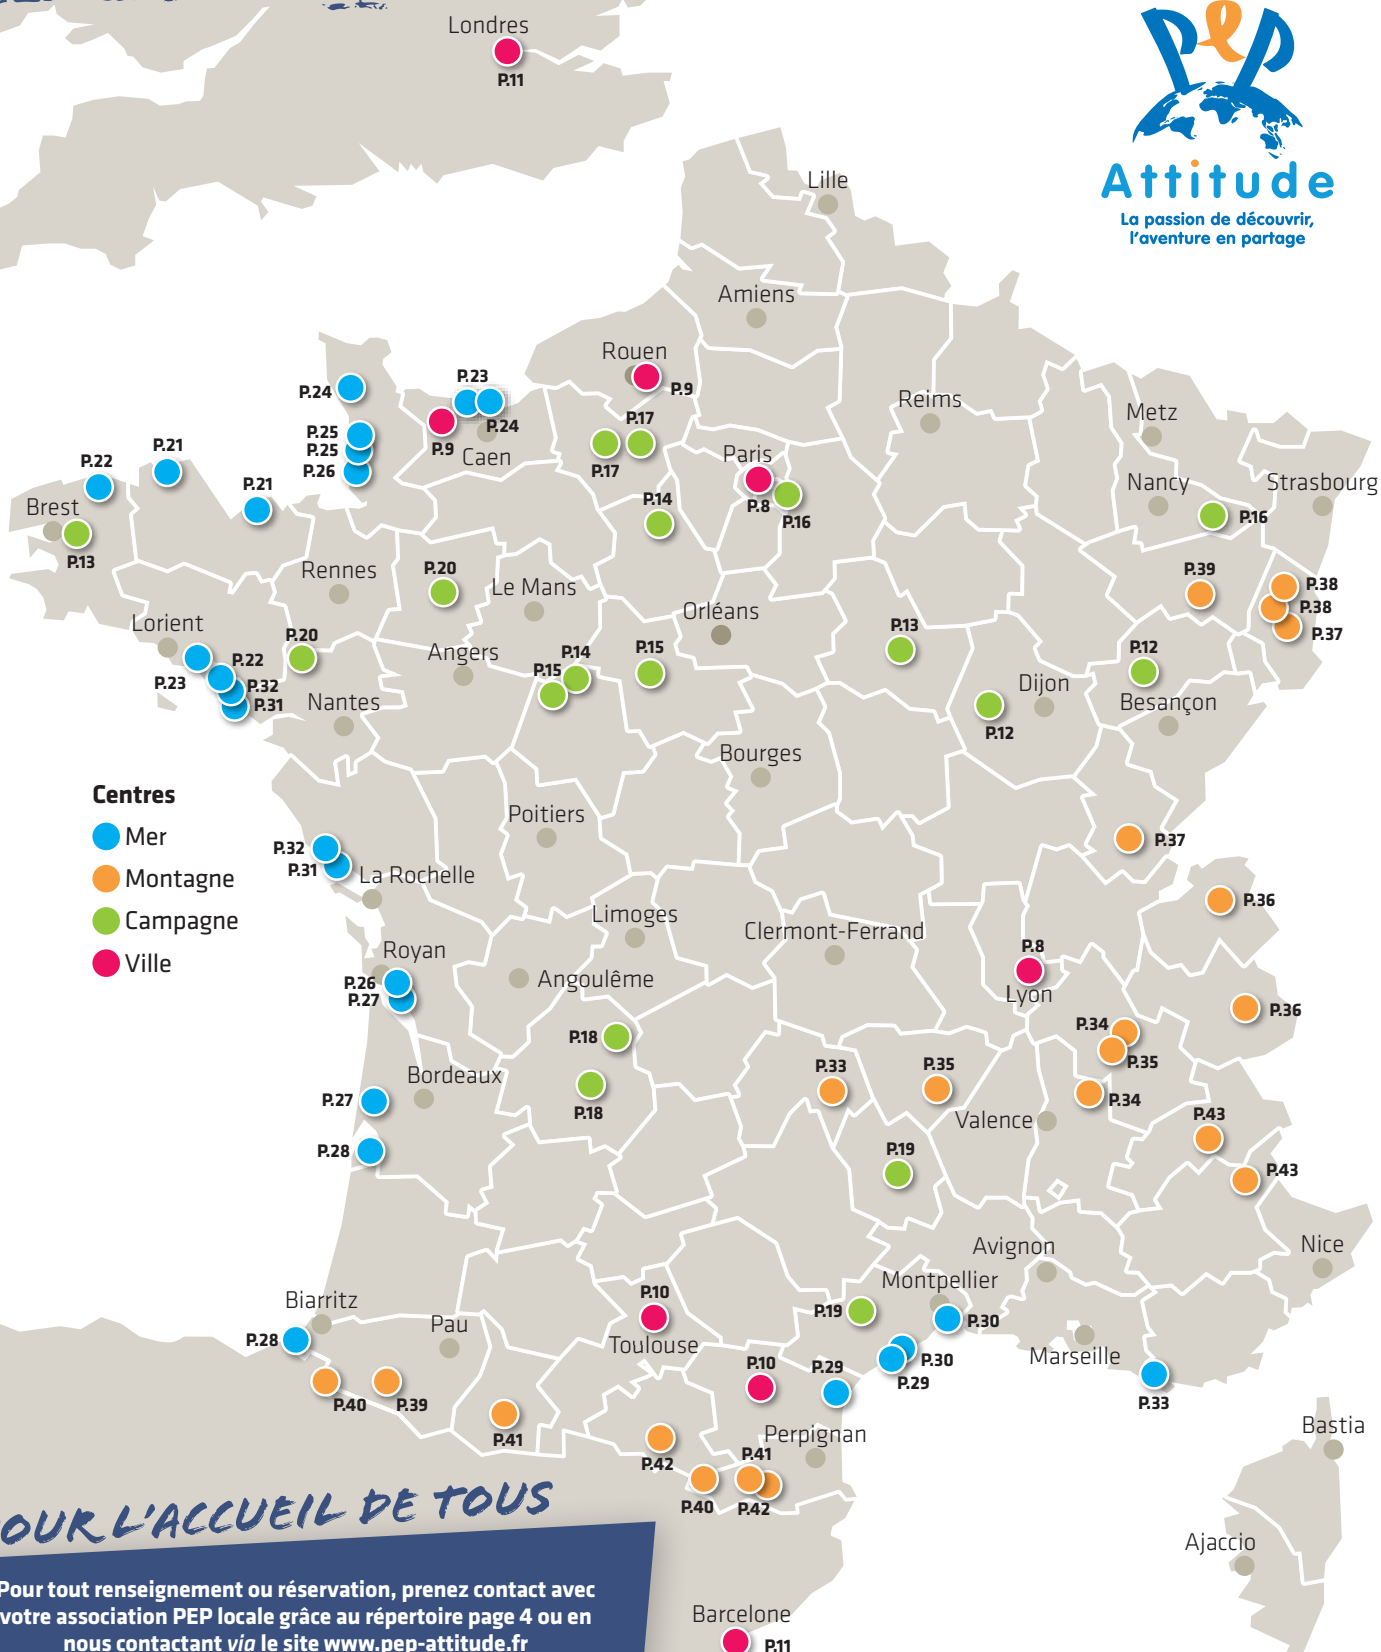 Londres
P.11
PeP
Attitude
La passion de découvrir,
l'aventure en partage
Lille
Amiens
Rouen
P.9
P.23
P.24
P.24
P.9
Caen
P.17
P.17
Reims
Metz
P.25
P.25
P.26
P.22
P.21
P.21
Paris
P.8
P.16
Nancy
P.16
Strasbourg
Brest
P.13
P.14
Rennes
P.20
Le Mans
Orléans
P.39
P.38
P.38
P.37
Lorient
P.20
P.22
P.23
P.32
P.31
Nantes
Angers
P.14
P.15
P.15
P.13
P.12
Dijon
P.12
Besançon
Bourges
Centres
Mer
Montagne
Campagne
Ville
Poitiers
P.32
P.31
La Rochelle
P.37
P.36
Limoges
Clermont-Ferrand
P.8
Lyon
Royan
P.26
P.27
Angoulême
P.36
P.18
P.34
P.35
P.18
P.33
P.35
P.34
Bordeaux
P.27
Valence
P.43
P.28
P.19
P.43
Avignon
Nice
Montpellier
Biarritz
P.10
P.19
P.30
P.28
Pau
Toulouse
P.30
P.29
Marseille
P.10
P.29
P.33
P.40
P.39
P.41
Perpignan
P.42
P.41
P.40
P.42
Bastia
Ajaccio
OUR L'ACCUEIL DE TOUS
Pour tout renseignement ou réservation, prenez contact avec
votre association PEP locale grâce au répertoire page 4 ou en
nous contactant via le site www.pep-attitude.fr
Barcelone
P.11